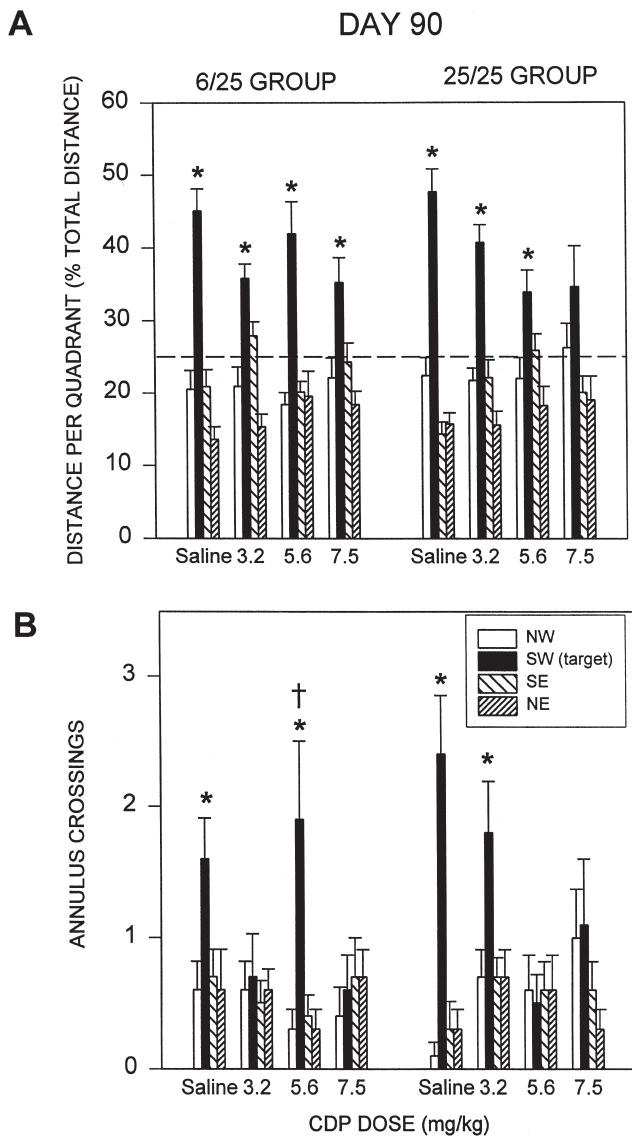 A
DAY 90
6/25 GROUP
25/25 GROUP
DISTANCE PER QUADRANT (% TOTAL DISTANCE)
60
50
40
30
20
10
0
* * * * * * *
Saline 3.2 5.6 7.5 Saline 3.2 5.6 7.5
B
NW
SW (target)
SE
NE
ANNULUS CROSSINGS
3
2
1
0
†
* * * *
Saline 3.2 5.6 7.5 Saline 3.2 5.6 7.5
CDP DOSE (mg/kg)